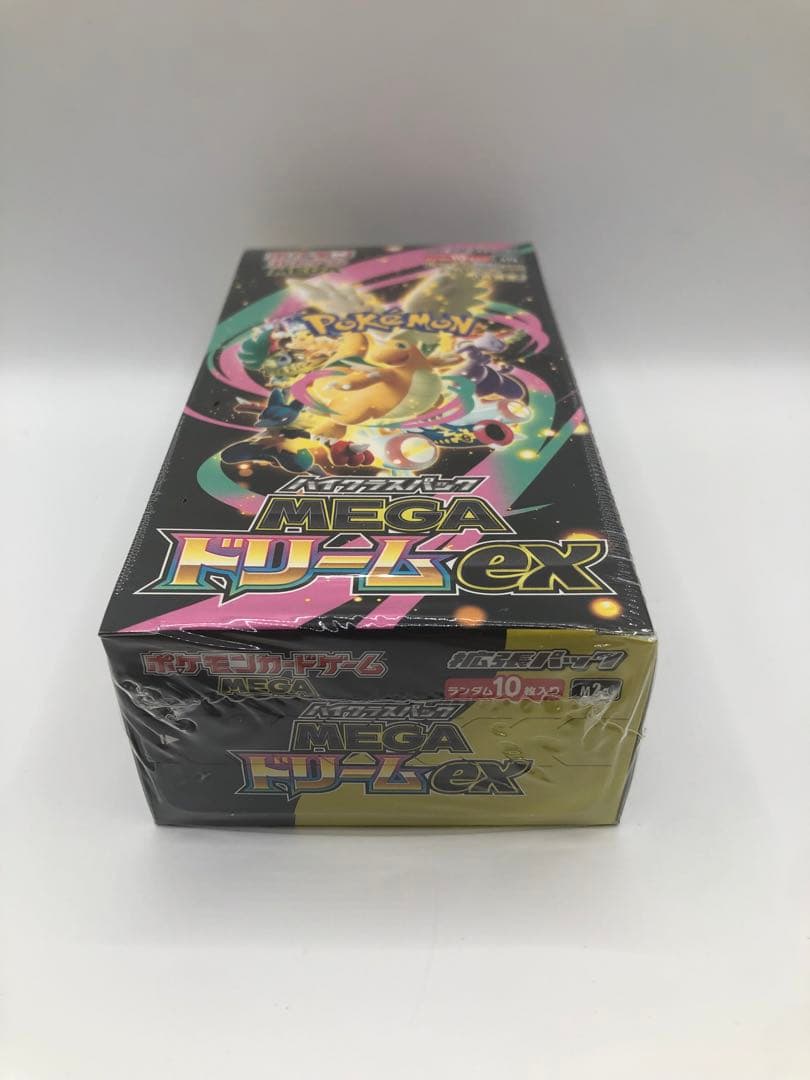 MEGA
POKÉMON
ハイクラスパック
MEGA
ドリームex
ポケモンカードゲーム
MEGA
拡張パック
ランダム10枚入り
ハイクラスパック
MEGA
ドリームex